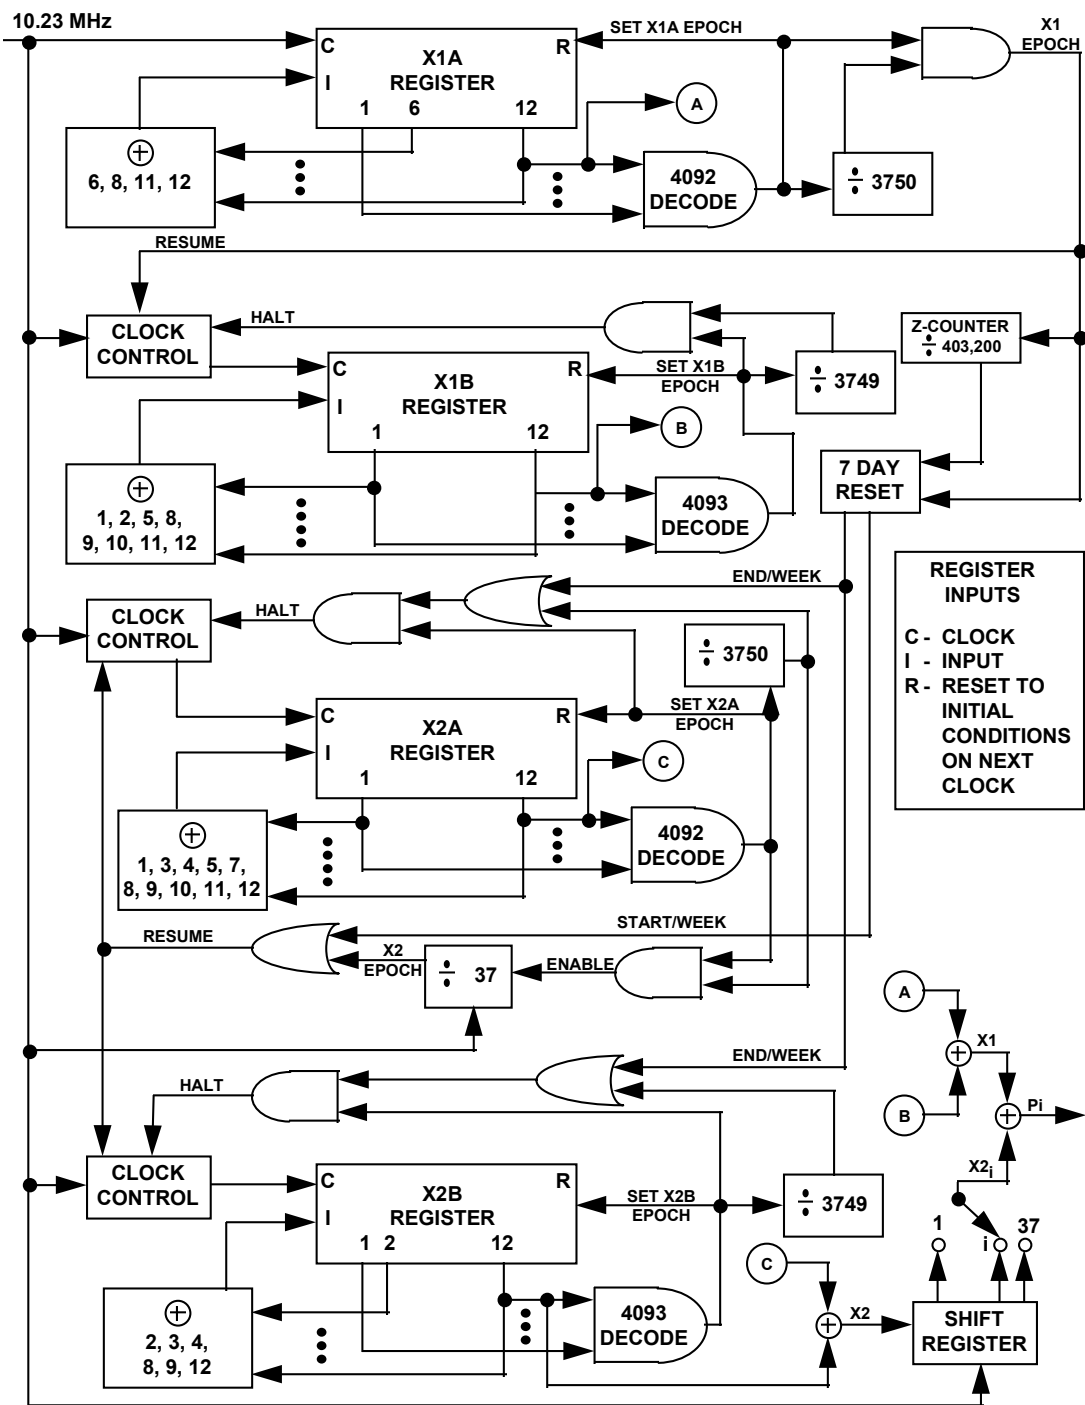 10.23 MHz
C
I
R
X1A
REGISTER
1 6 12
SET X1A EPOCH
X1
EPOCH
A
⊕
6, 8, 11, 12
4092
DECODE
÷ 3750
RESUME
CLOCK
CONTROL
HALT
Z-COUNTER
÷ 403,200
C
I
R
X1B
REGISTER
1 12
SET X1B
EPOCH
÷ 3749
B
⊕
1, 2, 5, 8,
9, 10, 11, 12
4093
DECODE
7 DAY
RESET
END/WEEK
REGISTER
INPUTS
C - CLOCK
I - INPUT
R - RESET TO
INITIAL
CONDITIONS
ON NEXT
CLOCK
CLOCK
CONTROL
HALT
÷ 3750
C
I
R
X2A
REGISTER
1 12
SET X2A
EPOCH
C
⊕
1, 3, 4, 5, 7,
8, 9, 10, 11, 12
4092
DECODE
START/WEEK
RESUME
X2
EPOCH
÷ 37
ENABLE
END/WEEK
HALT
A
B
X1
⊕
⊕
Pi
X2i
CLOCK
CONTROL
C
I
R
X2B
REGISTER
1 2 12
SET X2B
EPOCH
÷ 3749
1 i 37
C
⊕
2, 3, 4,
8, 9, 12
4093
DECODE
⊕
X2
SHIFT
REGISTER